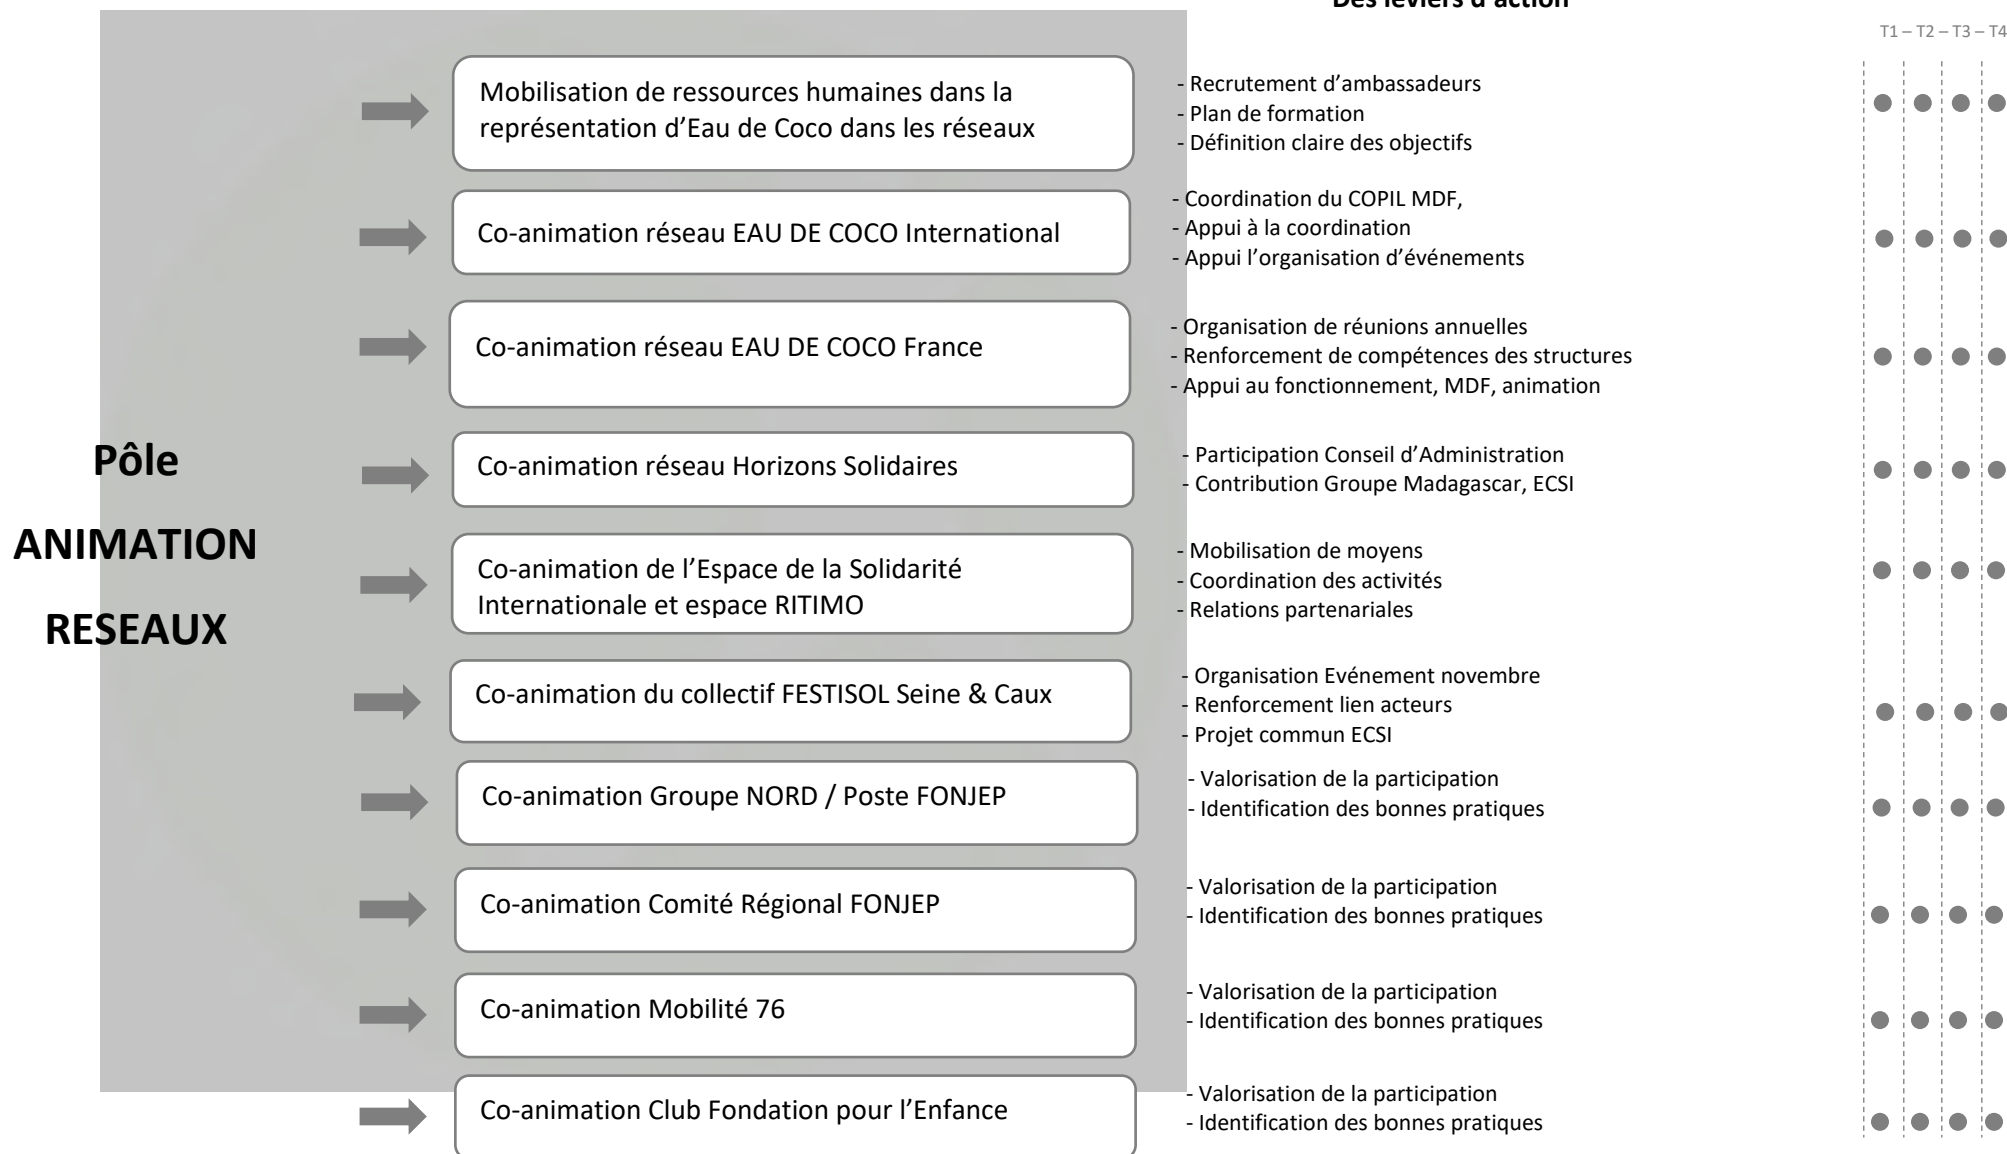 Des leviers d'action
T1 – T2 – T3 – T4
Mobilisation de ressources humaines dans la
représentation d'Eau de Coco dans les réseaux
- Recrutement d'ambassadeurs
- Plan de formation
- Définition claire des objectifs
Co-animation réseau EAU DE COCO International
- Coordination du COPIL MDF,
- Appui à la coordination
- Appui l'organisation d'événements
Co-animation réseau EAU DE COCO France
- Organisation de réunions annuelles
- Renforcement de compétences des structures
- Appui au fonctionnement, MDF, animation
Pôle
ANIMATION
RESEAUX
Co-animation réseau Horizons Solidaires
- Participation Conseil d'Administration
- Contribution Groupe Madagascar, ECSI
Co-animation de l'Espace de la Solidarité
Internationale et espace RITIMO
- Mobilisation de moyens
- Coordination des activités
- Relations partenariales
Co-animation du collectif FESTISOL Seine & Caux
- Organisation Evénement novembre
- Renforcement lien acteurs
- Projet commun ECSI
Co-animation Groupe NORD / Poste FONJEP
- Valorisation de la participation
- Identification des bonnes pratiques
Co-animation Comité Régional FONJEP
- Valorisation de la participation
- Identification des bonnes pratiques
Co-animation Mobilité 76
- Valorisation de la participation
- Identification des bonnes pratiques
Co-animation Club Fondation pour l'Enfance
- Valorisation de la participation
- Identification des bonnes pratiques